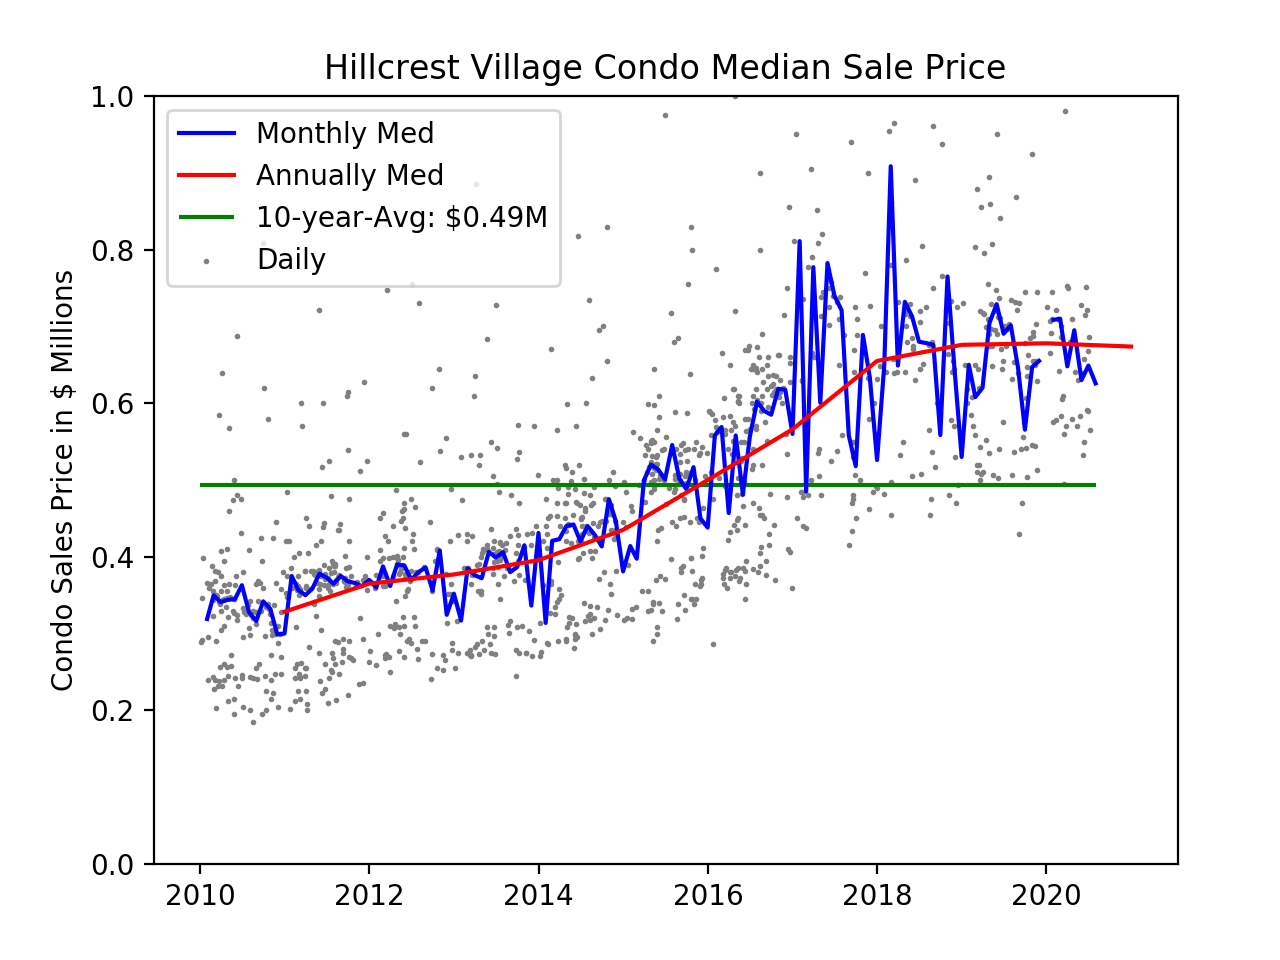 Hillcrest Village Condo Median Sale Price
Condo Sales Price in $ Millions
1.0
0.8
0.6
0.4
0.2
0.0
Monthly Med
Annually Med
10-year-Avg: $0.49M
Daily
2010 2012 2014 2016 2018 2020